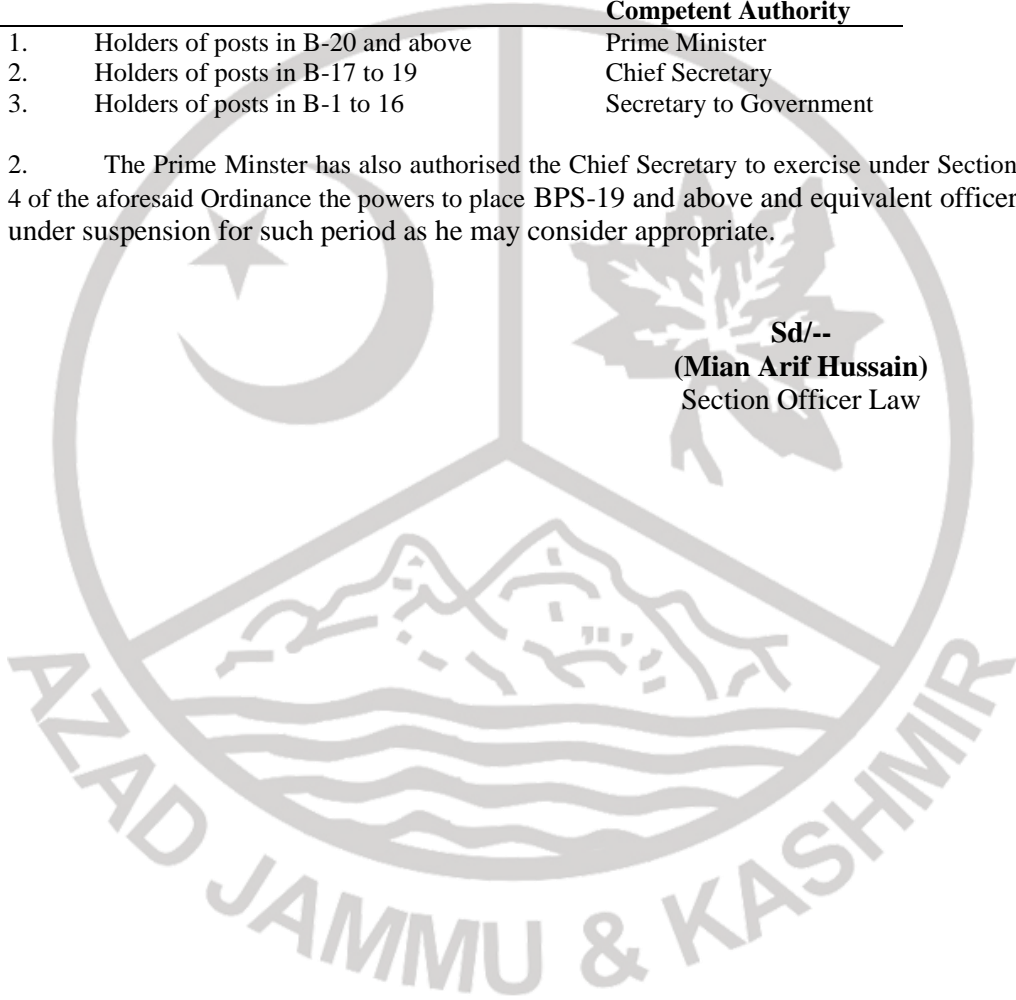 Competent Authority
1. Holders of posts in B-20 and above Prime Minister
2. Holders of posts in B-17 to 19 Chief Secretary
3. Holders of posts in B-1 to 16 Secretary to Government
2. The Prime Minster has also authorised the Chief Secretary to exercise under Section
4 of the aforesaid Ordinance the powers to place BPS-19 and above and equivalent officer
under suspension for such period as he may consider appropriate.
Sd/--
(Mian Arif Hussain)
Section Officer Law
AZAD JAMMU & KASHMIR